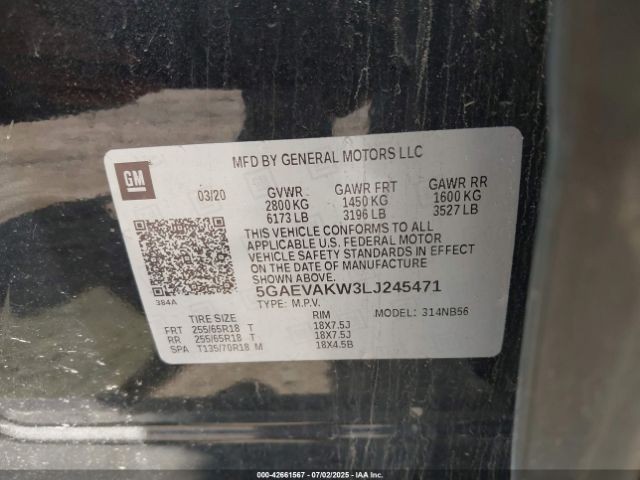 GM
MFD BY GENERAL MOTORS LLC
03/20 GVWR GAWR FRT GAWR RR
2800 KG 1450 KG 1600 KG
6173 LB 3196 LB 3527 LB
THIS VEHICLE CONFORMS TO ALL
APPLICABLE U.S. FEDERAL MOTOR
VEHICLE SAFETY STANDARDS IN EFFECT
ON THE DATE OF MANUFACTURE
SHOWN ABOVE.
384A
5GAEVAKW3LJ245471
TYPE: M.P.V.
TIRE SIZE RIM MODEL: 314NB56
FRT 255/65R18 T 18X7.5J
RR 255/65R18 T 18X7.5J
SPA T135/70R18 M 18X4.5B
000-42661567 07/02/2025 IAA Inc.